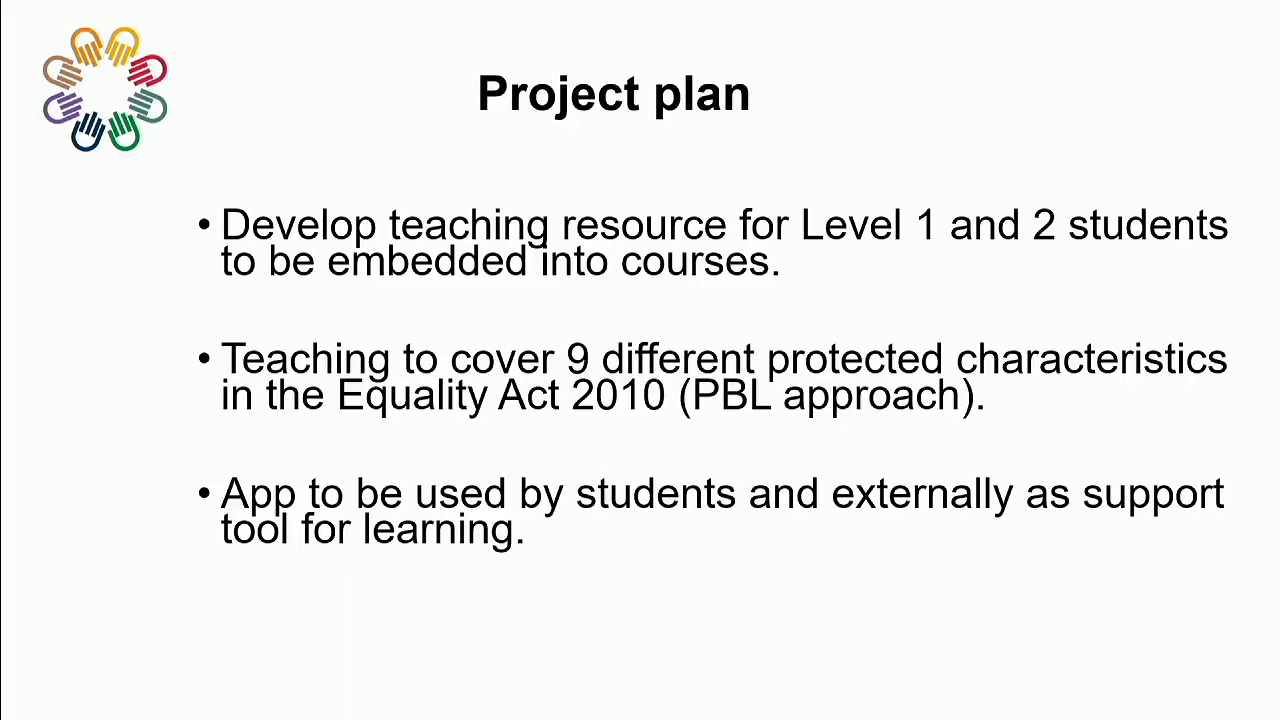 Project plan
• Develop teaching resource for Level 1 and 2 students
to be embedded into courses.
• Teaching to cover 9 different protected characteristics
in the Equality Act 2010 (PBL approach).
• App to be used by students and externally as support
tool for learning.